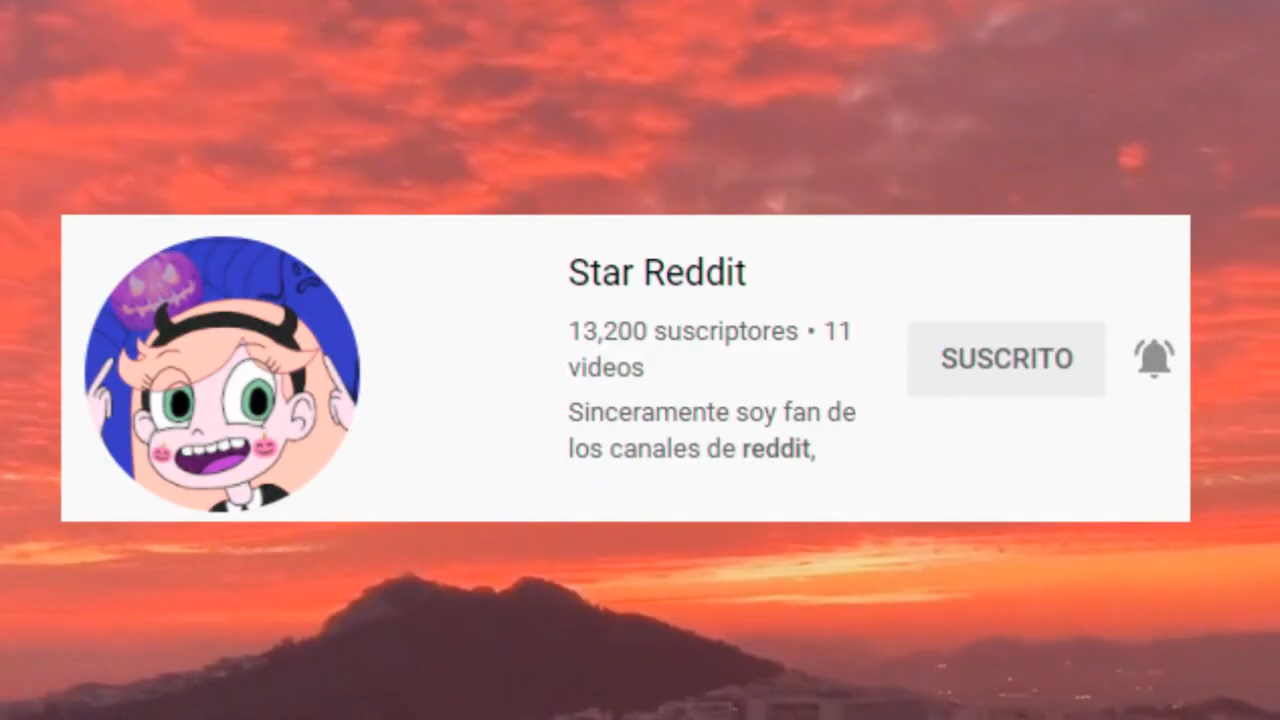 Star Reddit
13,200 suscriptores • 11
videos
SUSCRITO
Sinceramente soy fan de
los canales de reddit,